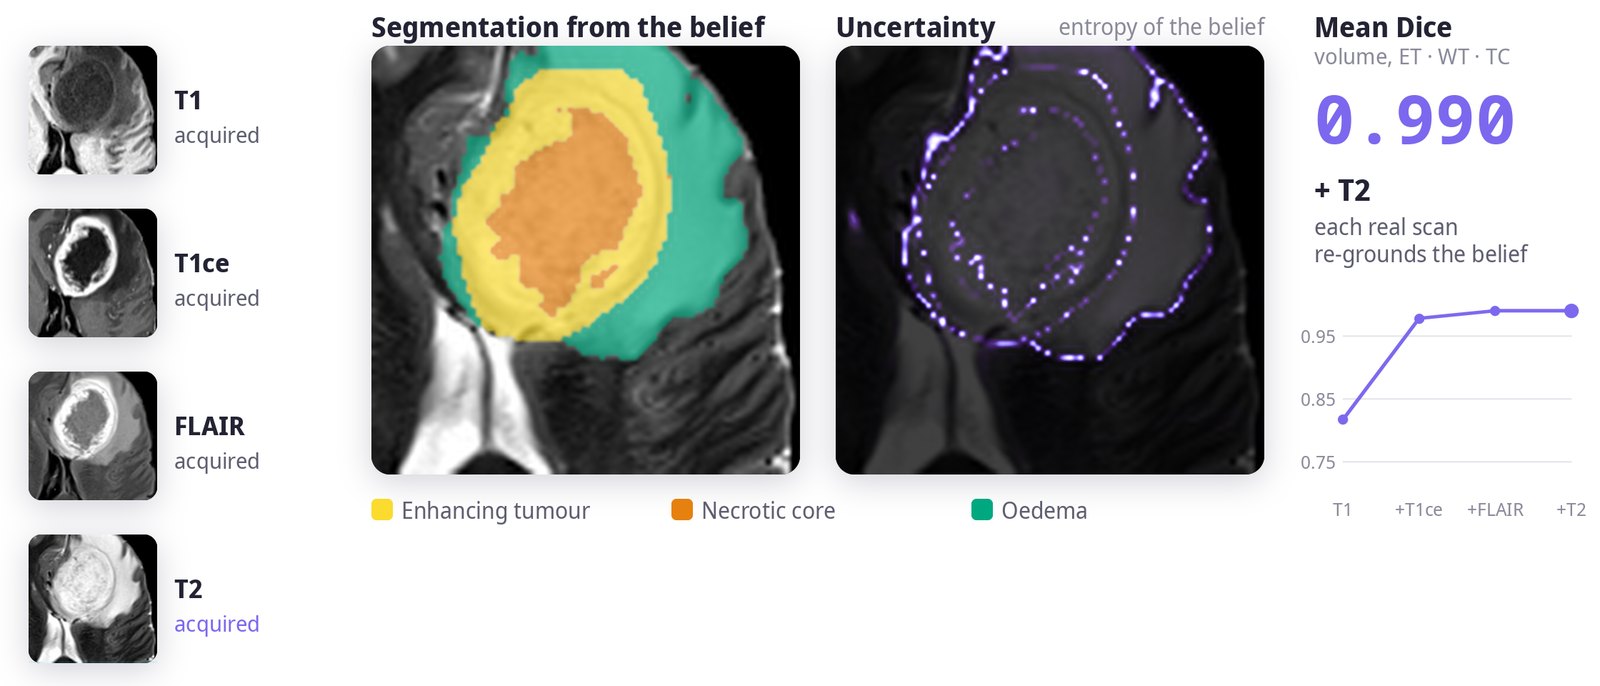 T1
acquired
T1ce
acquired
FLAIR
acquired
T2
acquired
Segmentation from the belief
Enhancing tumour
Necrotic core
Oedema
Uncertainty
entropy of the belief
Mean Dice
volume, ET · WT · TC
0.990
+ T2
each real scan
re-grounds the belief
0.95
0.85
0.75
T1
+T1ce
+FLAIR
+T2